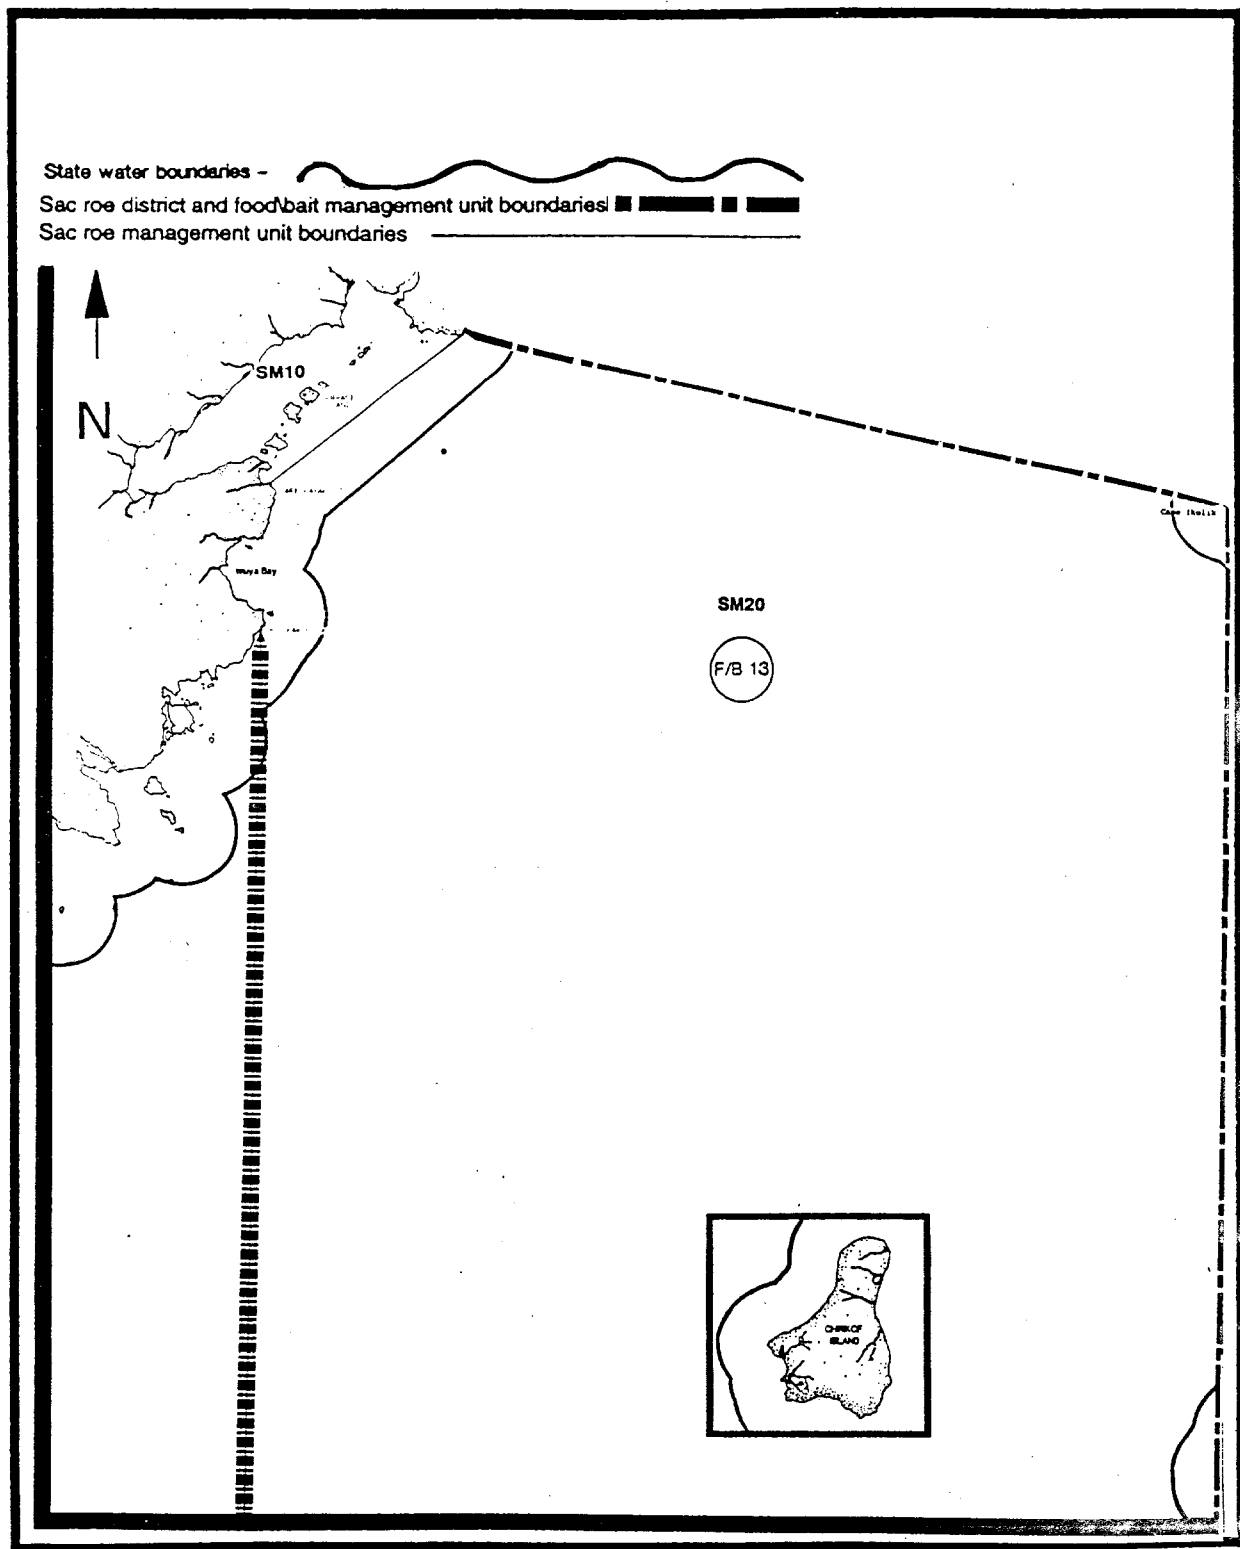 State water boundaries -
Sac roe district and food\bait management unit boundaries
Sac roe management unit boundaries
SM10
N
Bay
Cape Ikolik
SM20
F/B 13
CHIRIKOF
ISLAND